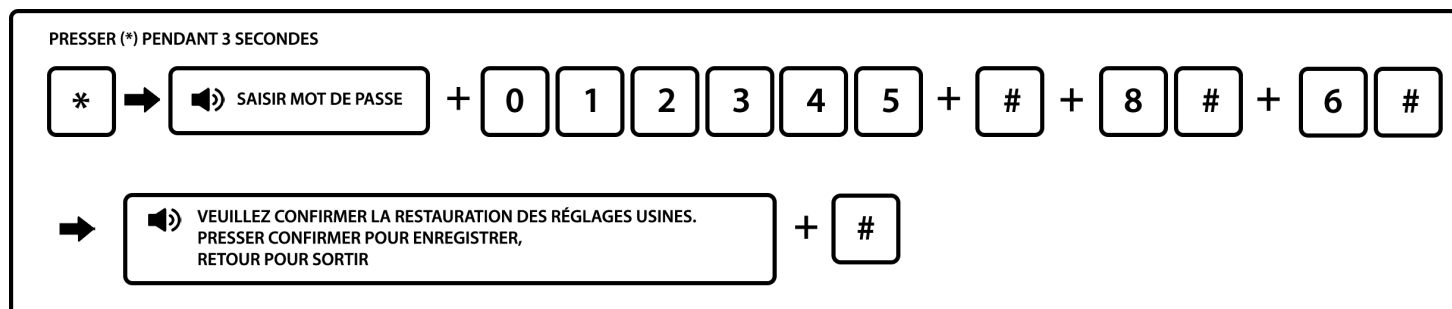 PRESSER (*) PENDANT 3 SECONDES
* SAISIR MOT DE PASSE + 0 1 2 3 4 5 + # + 8 # + 6 #
VEUILLEZ CONFIRMER LA RESTAURATION DES RÉGLAGES USINES.
PRESSER CONFIRMER POUR ENREGISTRER, + #
RETOUR POUR SORTIR